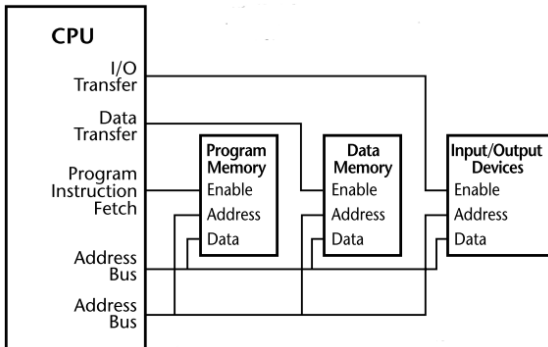 CPU
I/O
Transfer
Data
Transfer
Program
Instruction
Fetch
Address
Bus
Address
Bus
Program
Memory
Enable
Address
Data
Data
Memory
Enable
Address
Data
Input/Output
Devices
Enable
Address
Data